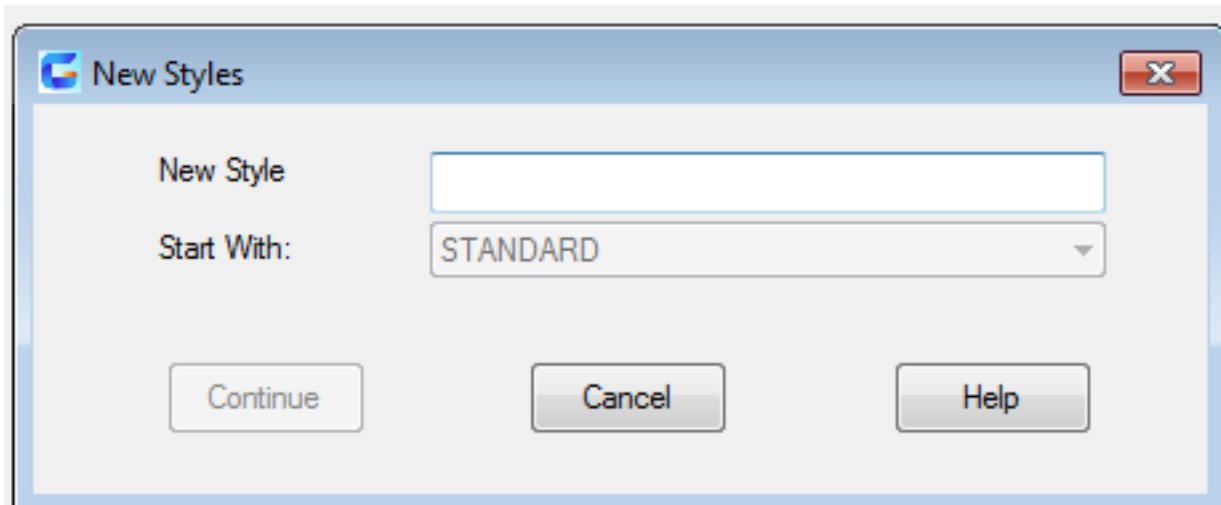 New Styles
New Style
Start With: STANDARD
Continue Cancel Help